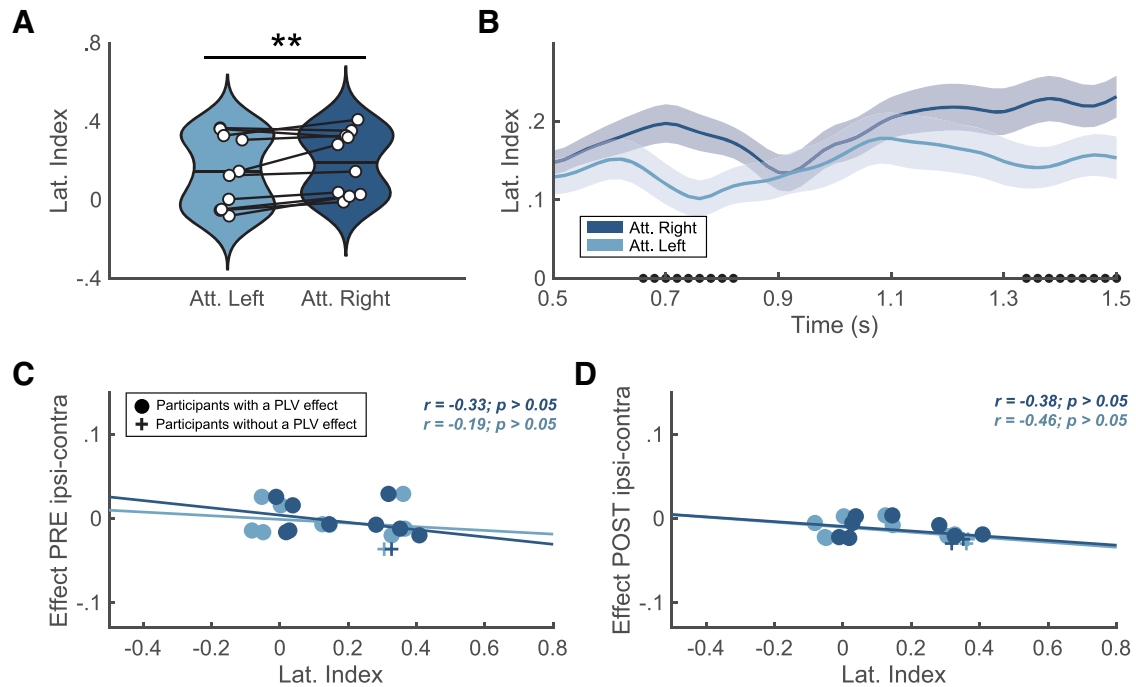 A
**
.8
.4
0
-.4
Lat. Index
Att. Left
Att. Right
B
.2
.1
0
Lat. Index
Att. Right
Att. Left
0.5
0.7
0.9
1.1
1.3
1.5
Time (s)
C
Participants with a PLV effect
Participants without a PLV effect
r = -0.33; p > 0.05
r = -0.19; p > 0.05
.1
0
-.1
Effect PRE ipsi-contra
-0.4
-0.2
0
0.2
0.4
0.6
0.8
Lat. Index
D
r = -0.38; p > 0.05
r = -0.46; p > 0.05
.1
0
-.1
Effect POST ipsi-contra
-0.4
-0.2
0
0.2
0.4
0.6
0.8
Lat. Index